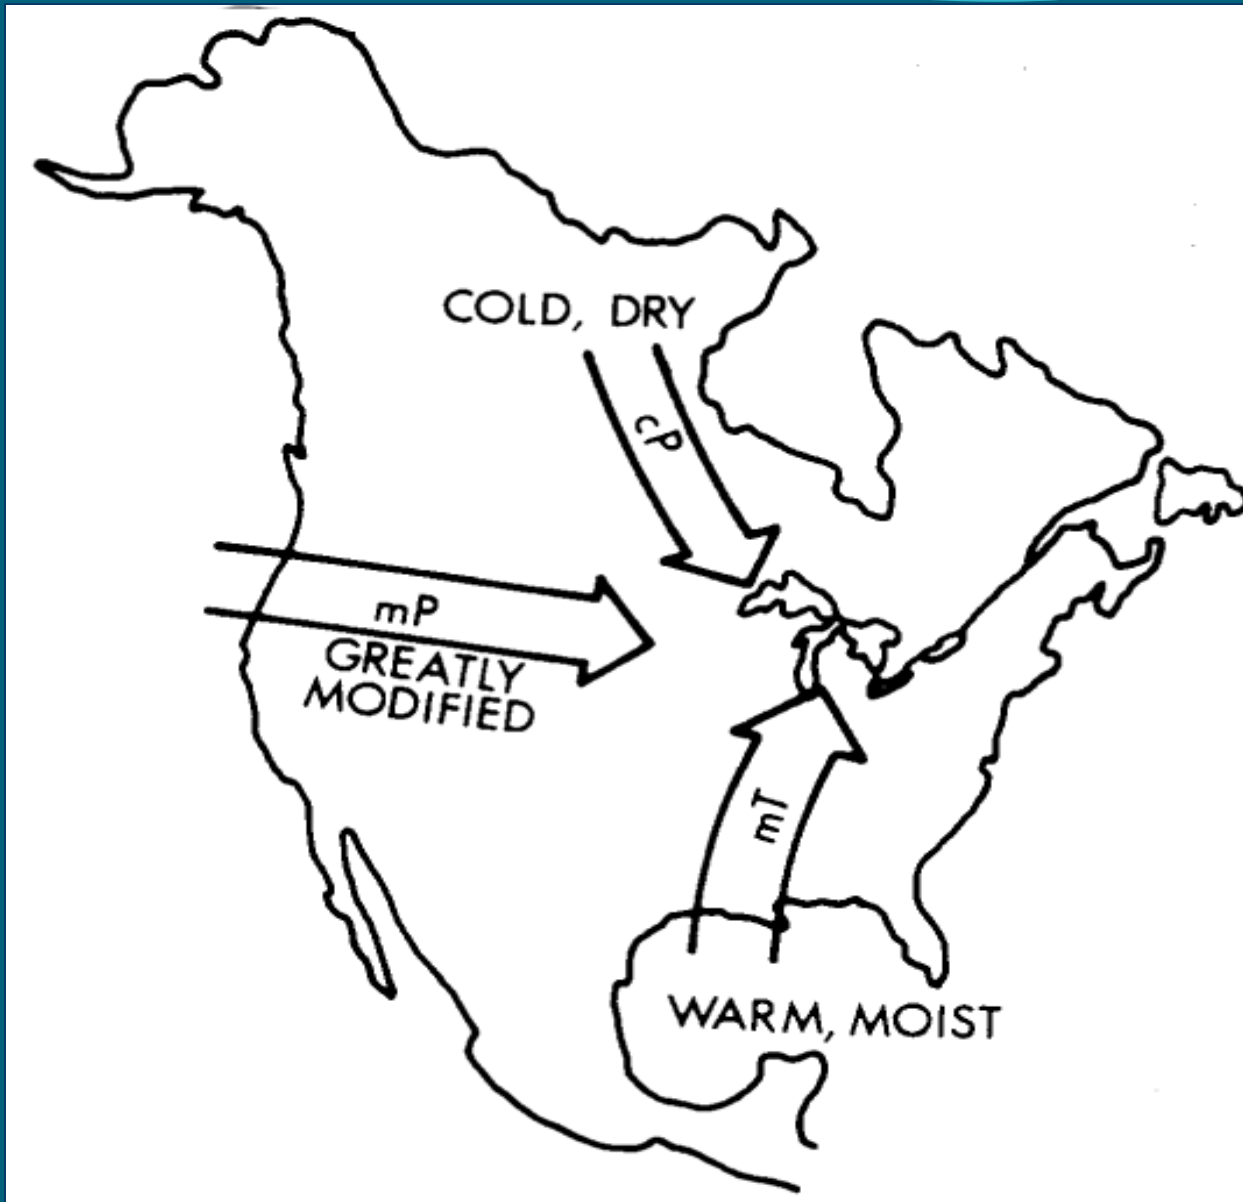 COLD, DRY
cP
mP
GREATLY
MODIFIED
mT
WARM, MOIST